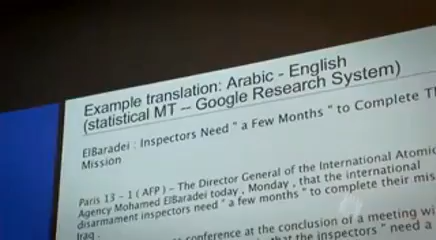 Example translation: Arabic - English
(statistical MT -- Google Research System)
ElBaradei : Inspectors Need " a Few Months " to Complete
Mission
Paris 13 - 1 ( AFP ) - The Director General of the International Atomic
Agency Mohamed ElBaradei today , Monday , that the international
disarmament inspectors need " a few months " to complete their
Iraq .
conference at the conclusion of a meeting
that the inspectors " need a